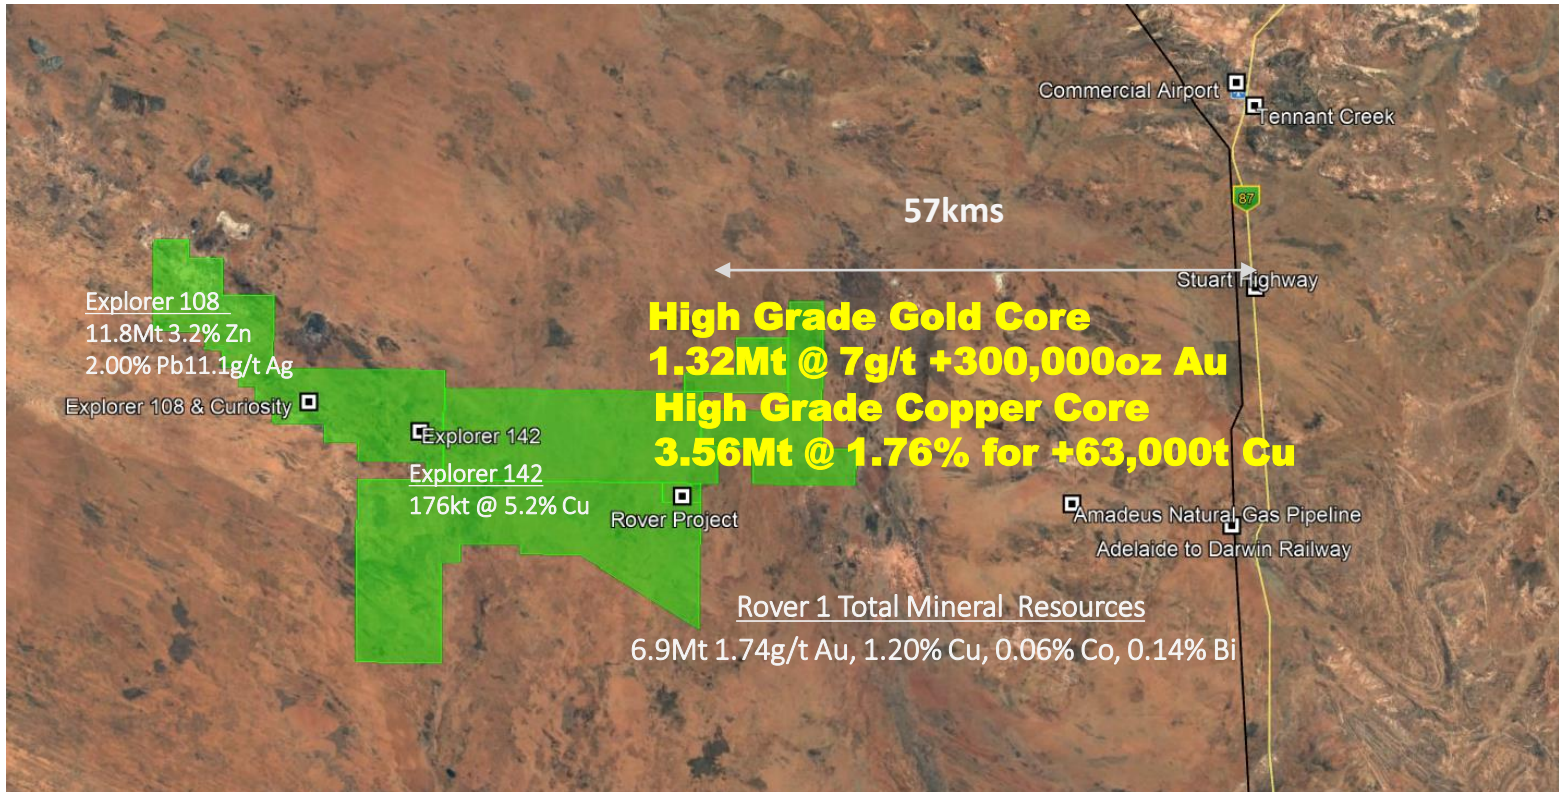 Commercial Airport
Tennant Creek
87
57kms
Stuart Highway
Explorer 108
11.8Mt 3.2% Zn
2.00% Pb11.1g/t Ag
Explorer 108 & Curiosity
High Grade Gold Core
1.32Mt @ 7g/t +300,000oz Au
High Grade Copper Core
3.56Mt @ 1.76% for +63,000t Cu
Explorer 142
Explorer 142
176kt @ 5.2% Cu
Rover Project
Amadeus Natural Gas Pipeline
Adelaide to Darwin Railway
Rover 1 Total Mineral Resources
6.9Mt 1.74g/t Au, 1.20% Cu, 0.06% Co, 0.14% Bi